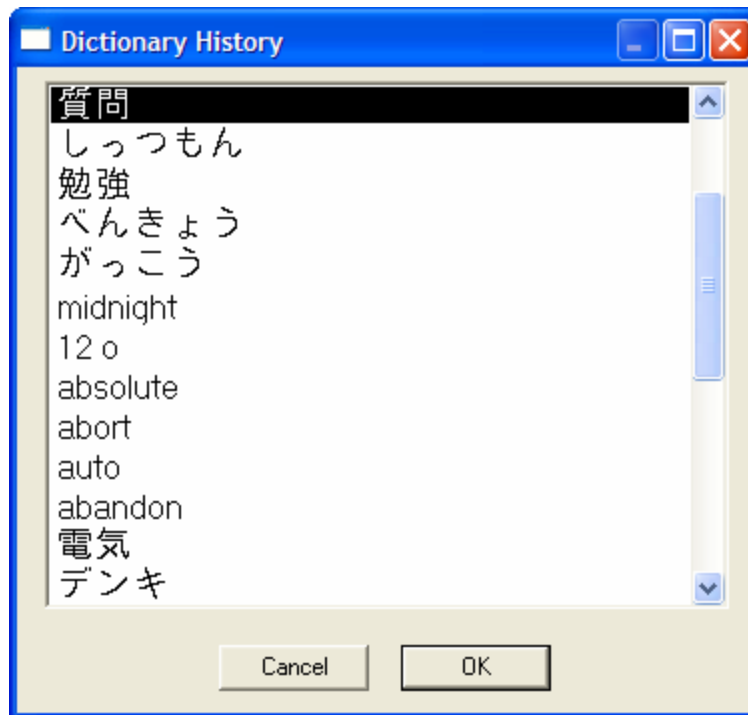 Dictionary History
質問
しっつもん
勉強
べんきょう
がっこう
midnight
12 o
absolute
abort
auto
abandon
電気
デンキ
Cancel
OK